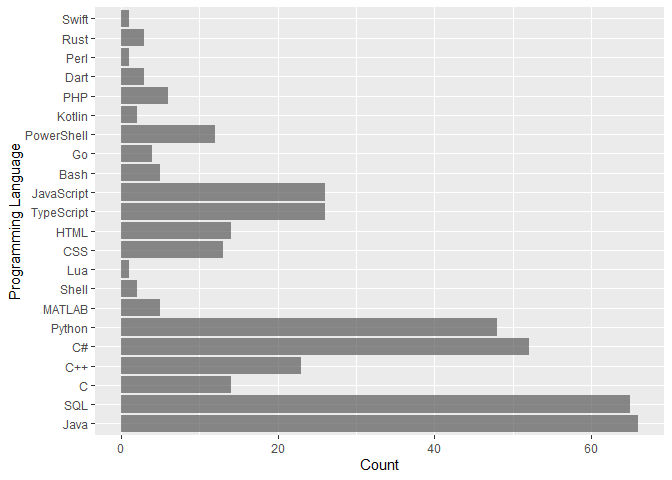 Swift
Rust
Perl
Dart
PHP
Kotlin
PowerShell
Go
Bash
JavaScript
TypeScript
HTML
CSS
Lua
Shell
MATLAB
Python
C#
C++
C
SQL
Java
Programming Language
0 20 40 60
Count